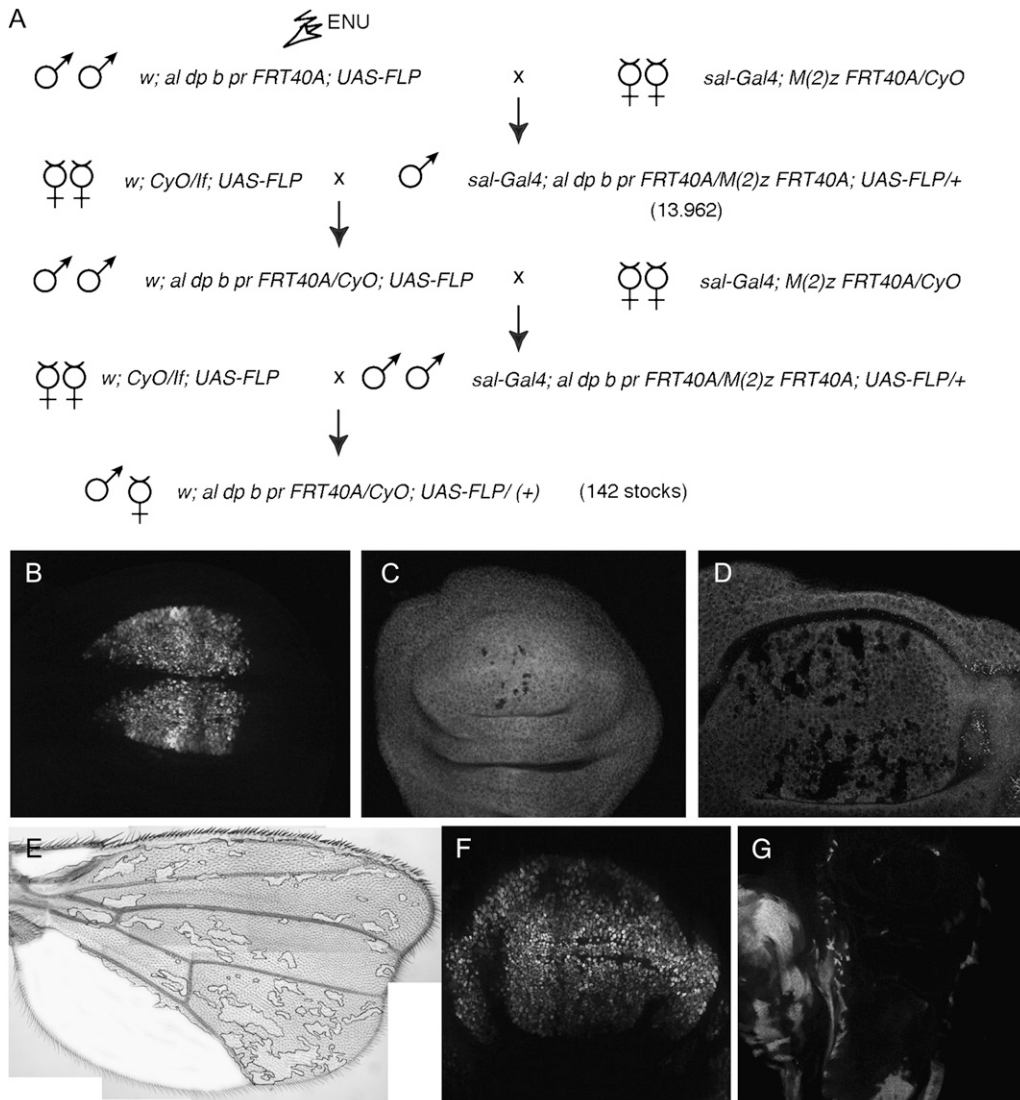 A
ENU
w; al dp b pr FRT40A; UAS-FLP x sal-Gal4; M(2)z FRT40A/CyO
w; CyO/If; UAS-FLP x sal-Gal4; al dp b pr FRT40A/M(2)z FRT40A; UAS-FLP/+
(13.962)
w; al dp b pr FRT40A/CyO; UAS-FLP x sal-Gal4; M(2)z FRT40A/CyO
w; CyO/If; UAS-FLP x sal-Gal4; al dp b pr FRT40A/M(2)z FRT40A; UAS-FLP/+
w; al dp b pr FRT40A/CyO; UAS-FLP/ (+) (142 stocks)
B C D
E F G